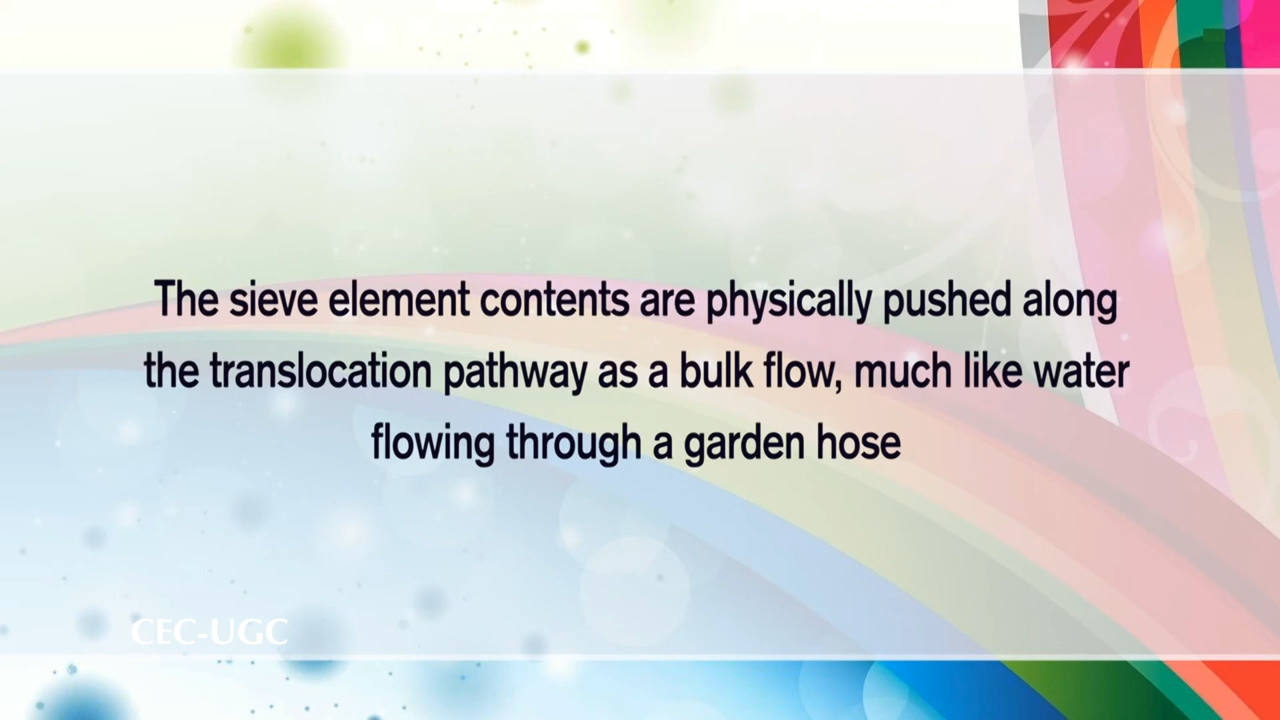 The sieve element contents are physically pushed along
the translocation pathway as a bulk flow, much like water
flowing through a garden hose
CEC-UGC